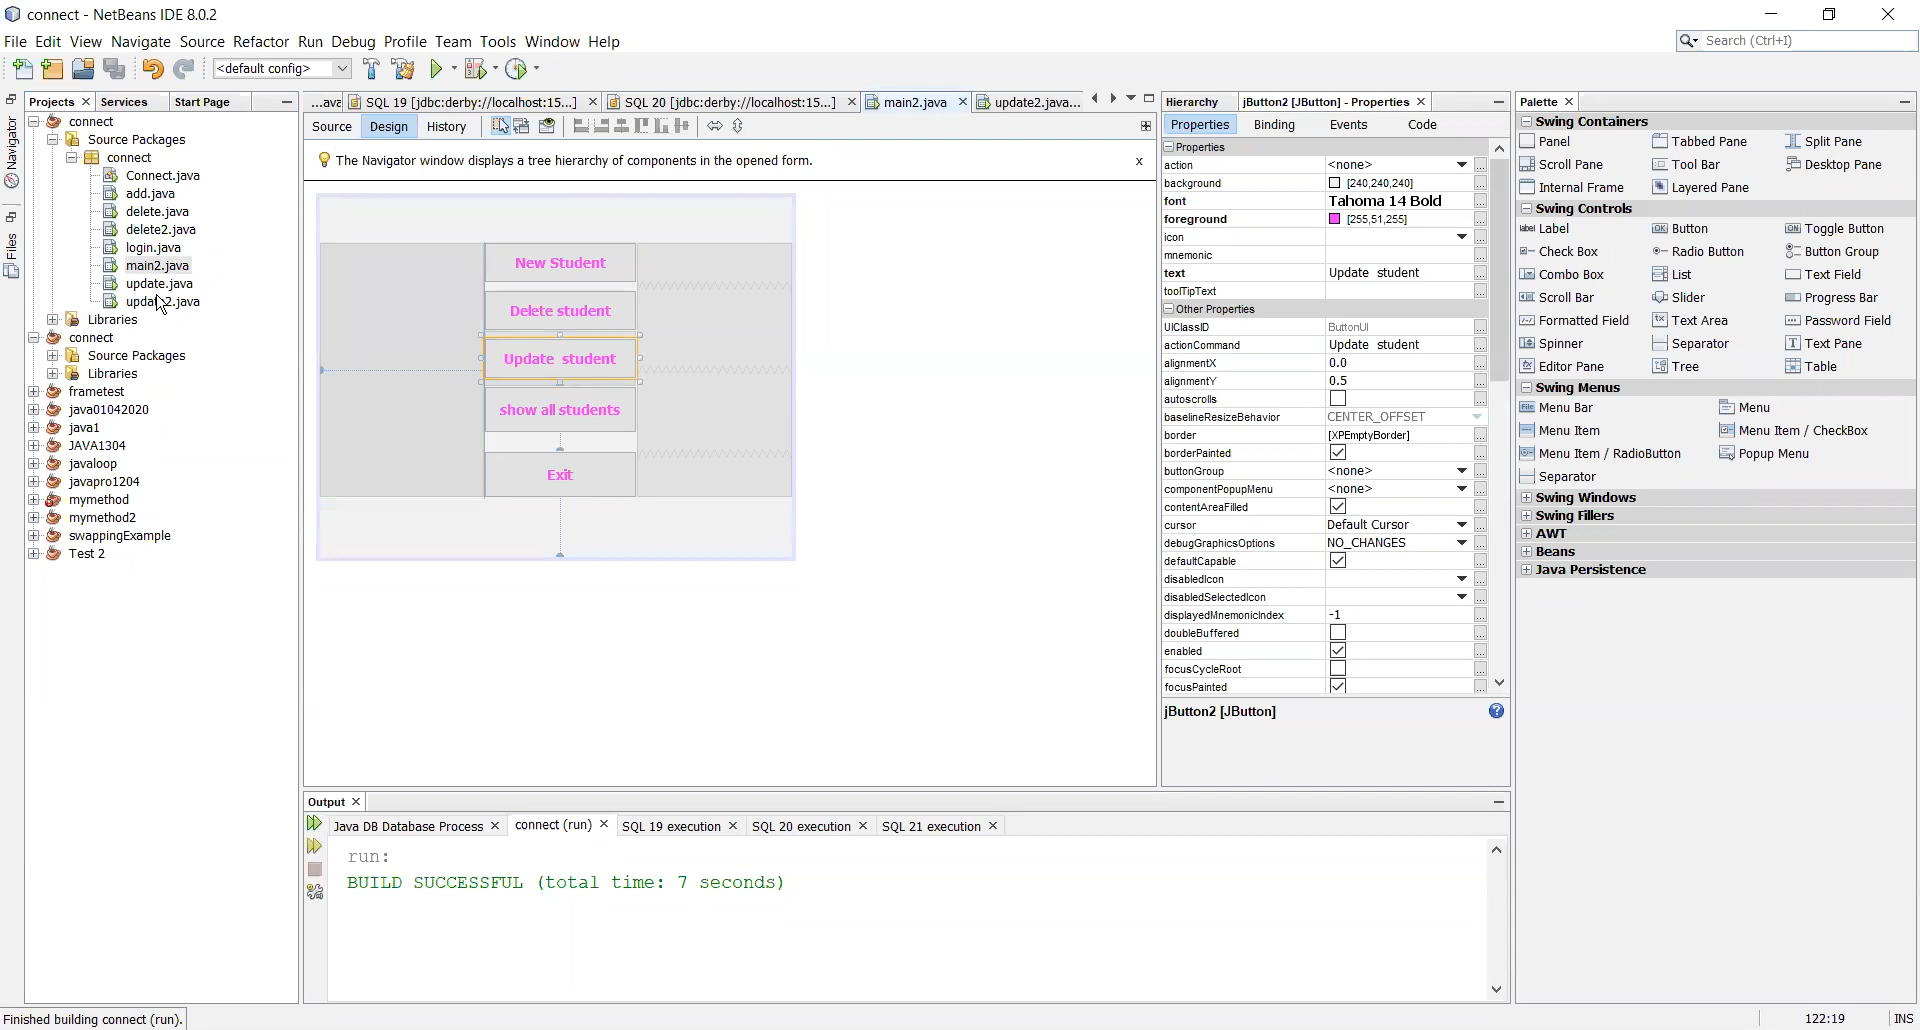 connect - NetBeans IDE 8.0.2
File Edit View Navigate Source Refactor Run Debug Profile Team Tools Window Help
Search (Ctrl+I)
<default config>
Projects Services Start Page
Navigator
Files
connect
Source Packages
connect
Connect.java
add.java
delete.java
delete2.java
login.java
main2.java
update.java
update2.java
Libraries
connect
Source Packages
Libraries
frametest
java01042020
java1
JAVA1304
javaloop
javapro1204
mymethod
mymethod2
swappingExample
Test 2
...ava SQL 19 [jdbc:derby://localhost:15...] SQL 20 [jdbc:derby://localhost:15...] main2.java update2.java...
Source Design History
The Navigator window displays a tree hierarchy of components in the opened form. x
New Student
Delete student
Update student
show all students
Exit
Hierarchy jButton2 [JButton] - Properties
Properties Binding Events Code
Properties
action <none>
background [240,240,240]
font Tahoma 14 Bold
foreground [255,51,255]
icon
mnemonic
text Update student
toolTipText
Other Properties
UIClassID ButtonUI
actionCommand Update student
alignmentX 0.0
alignmentY 0.5
autoscrolls
baselineResizeBehavior CENTER_OFFSET
border [XPEmptyBorder]
borderPainted
buttonGroup <none>
componentPopupMenu <none>
contentAreaFilled
cursor Default Cursor
debugGraphicsOptions NO_CHANGES
defaultCapable
disabledIcon
disabledSelectedIcon
displayedMnemonicIndex -1
doubleBuffered
enabled
focusCycleRoot
focusPainted
jButton2 [JButton]
Palette
Swing Containers
Panel Tabbed Pane Split Pane
Scroll Pane Tool Bar Desktop Pane
Internal Frame Layered Pane
Swing Controls
label Label OK Button ON Toggle Button
Check Box Radio Button Button Group
Combo Box List Text Field
Scroll Bar Slider Progress Bar
Formatted Field Text Area Password Field
Spinner Separator Text Pane
Editor Pane Tree Table
Swing Menus
File Menu Bar Menu
Menu Item Menu Item / CheckBox
Menu Item / RadioButton Popup Menu
Separator
Swing Windows
Swing Fillers
AWT
Beans
Java Persistence
Output
Java DB Database Process connect (run) SQL 19 execution SQL 20 execution SQL 21 execution
run:
BUILD SUCCESSFUL (total time: 7 seconds)
Finished building connect (run).
122:19 INS